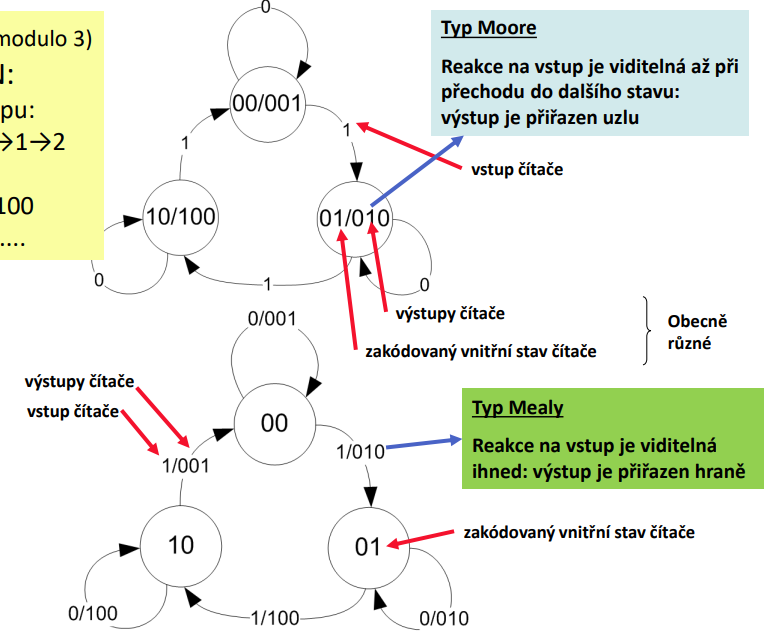 modulo 3)
:
pu:
→1→2
100
....
0
00/001
1
1
10/100
01/010
0
1
0
Typ Moore
Reakce na vstup je viditelná až při
přechodu do dalšího stavu:
výstup je přiřazen uzlu
vstup čítače
výstupy čítače
zakódovaný vnitřní stav čítače
Obecně
různé
0/001
výstupy čítače
vstup čítače
00
1/001
1/010
10
01
0/100
1/100
0/010
Typ Mealy
Reakce na vstup je viditelná
ihned: výstup je přiřazen hraně
zakódovaný vnitřní stav čítače